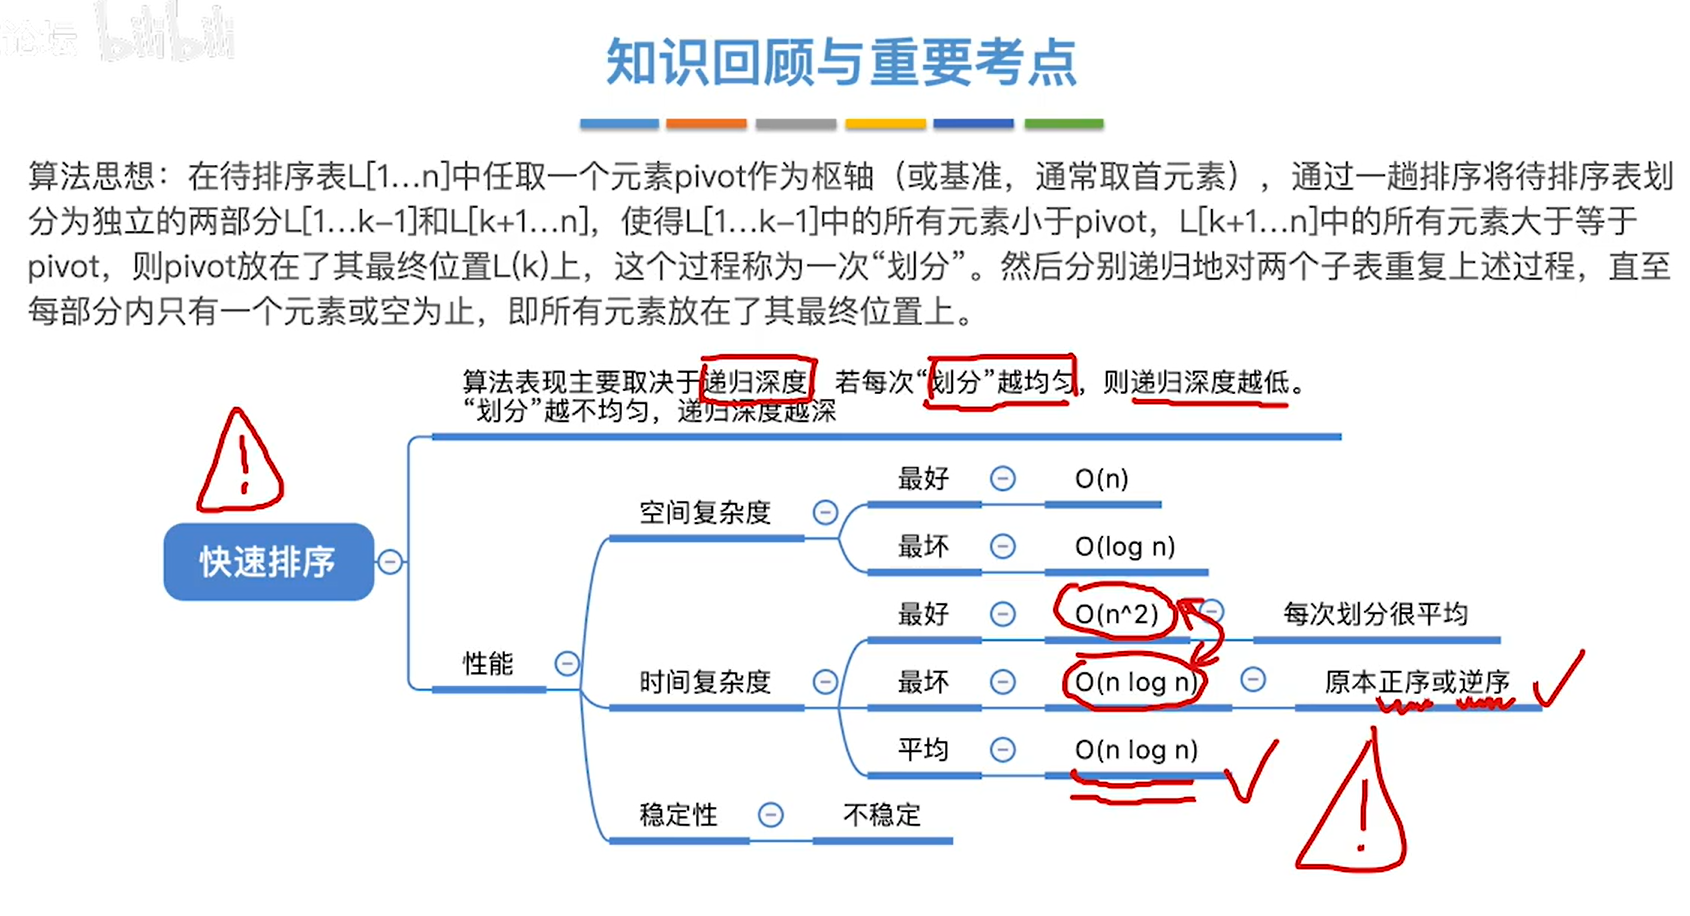 论坛 bilibili
知识回顾与重要考点
算法思想：在待排序表L[1…n]中任取一个元素pivot作为枢轴（或基准，通常取首元素），通过一趟排序将待排序表划
分为独立的两部分L[1…k-1]和L[k+1…n]，使得L[1…k-1]中的所有元素小于pivot，L[k+1…n]中的所有元素大于等于
pivot，则pivot放在了其最终位置L(k)上，这个过程称为一次“划分”。然后分别递归地对两个子表重复上述过程，直至
每部分内只有一个元素或空为止，即所有元素放在了其最终位置上。
算法表现主要取决于递归深度，若每次“划分”越均匀，则递归深度越低。
“划分”越不均匀，递归深度越深
快速排序
性能
空间复杂度
最好
O(n)
最坏
O(log n)
时间复杂度
最好
O(n^2)
每次划分很平均
最坏
O(n log n)
原本正序或逆序
平均
O(n log n)
稳定性
不稳定